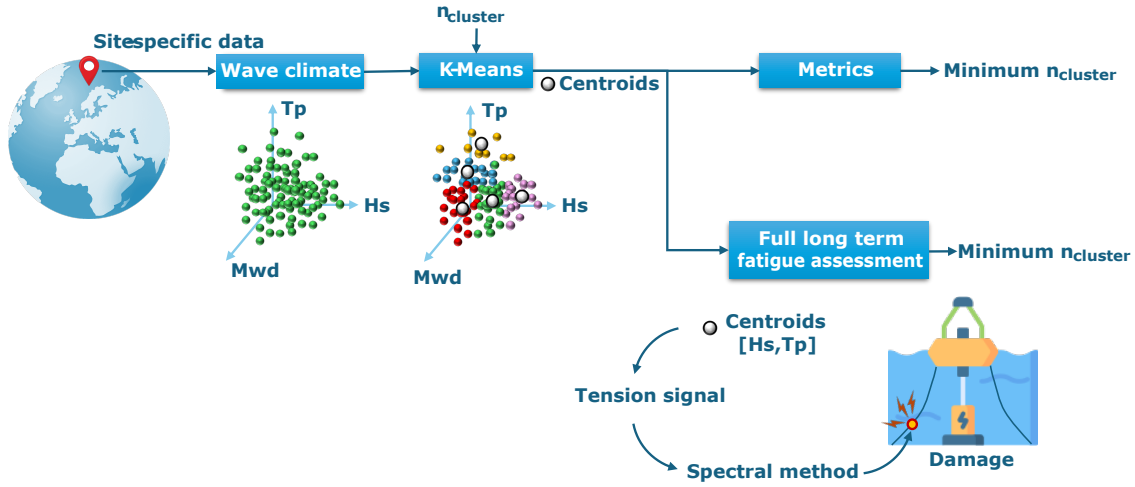 n_cluster
Sitespecific data
Wave climate
K-Means
Centroids
Metrics
Minimum n_cluster
Tp
Hs
Mwd
Tp
Hs
Mwd
Full long term
fatigue assessment
Minimum n_cluster
Centroids
[Hs,Tp]
Tension signal
Spectral method
Damage